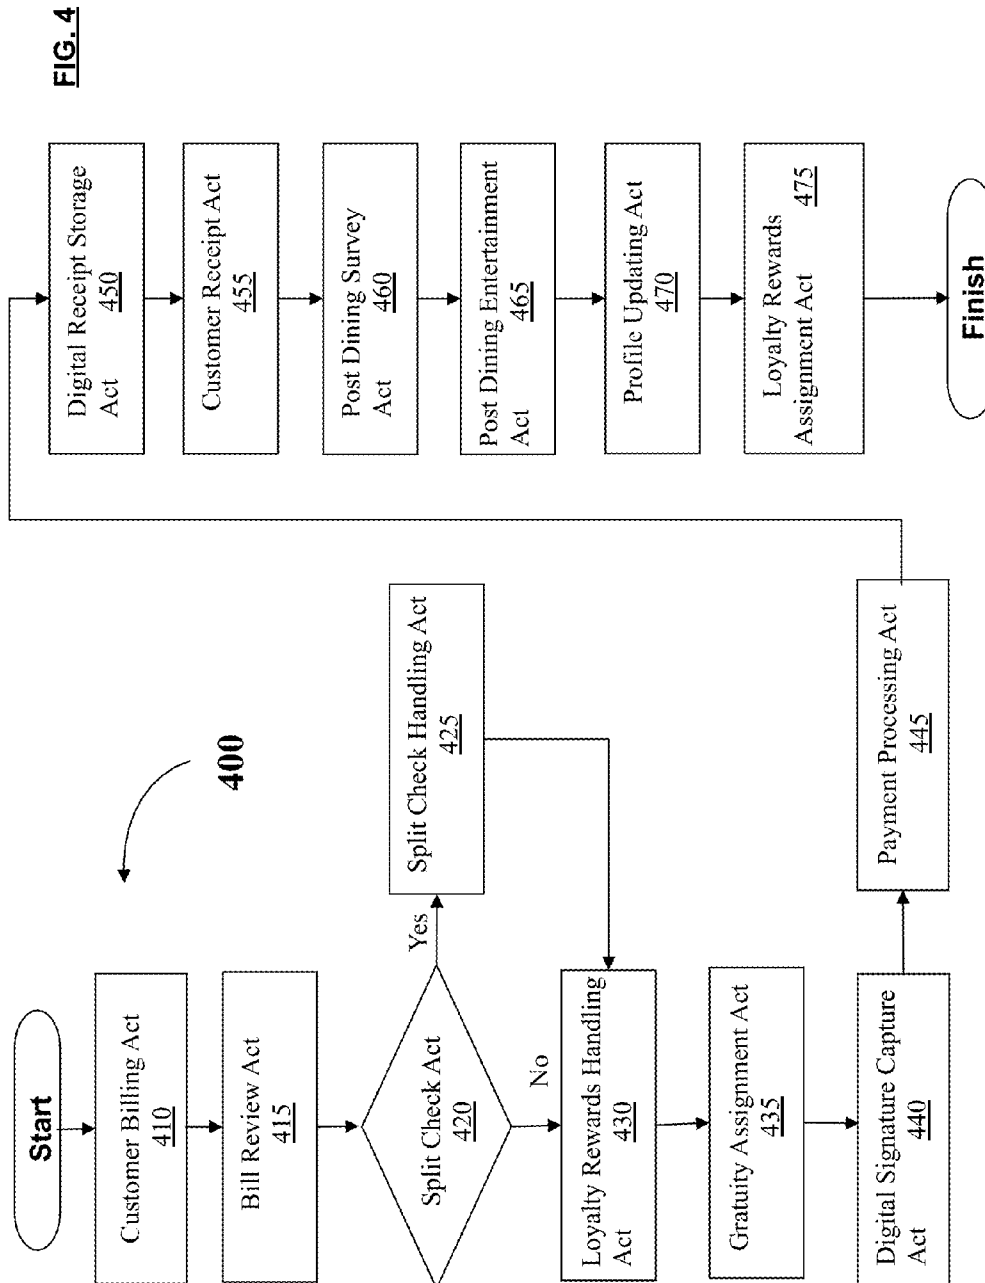 FIG. 4
400
Start
Customer Billing Act
410
Bill Review Act
415
Split Check Act
420
Yes
No
Split Check Handling Act
425
Loyalty Rewards Handling
Act
430
Gratuity Assignment Act
435
Digital Signature Capture
Act
440
Payment Processing Act
445
Digital Receipt Storage
Act
450
Customer Receipt Act
455
Post Dining Survey
Act
460
Post Dining Entertainment
Act
465
Profile Updating Act
470
Loyalty Rewards
Assignment Act
475
Finish